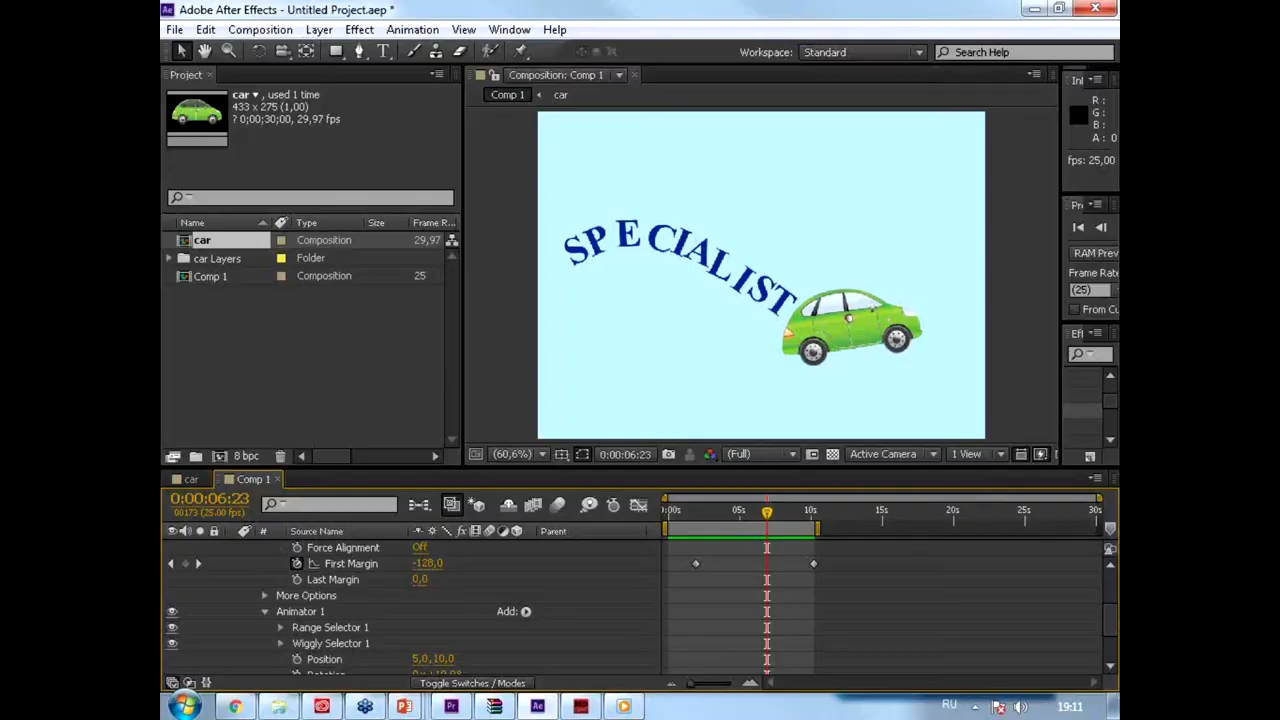 Adobe After Effects - Untitled Project.aep *
File Edit Composition Layer Effect Animation View Window Help
Workspace: Standard Search Help
Project
Composition: Comp 1
car ▾ , used 1 time
433 x 275 (1,00)
? 0;00;30;00, 29,97 fps
Comp 1 car
R :
G :
B :
A : 0
fps: 25,00
Name Type Size Frame R...
car Composition 29,97
car Layers Folder
Comp 1 Composition 25
SPECIALIST
RAM Prev
Frame Rate
(25)
From Cu
8 bpc
(60,6%) 0:00:06:23 (Full) Active Camera 1 View
car Comp 1
0:00:06:23
00173 (25.00 fps)
0:00s 05s 10s 15s 20s 25s 30s
# Source Name Parent
Force Alignment Off
First Margin -128,0
Last Margin 0,0
More Options
Animator 1 Add:
Range Selector 1
Wiggly Selector 1
Position 5,0,10,0
Toggle Switches / Modes
RU 19:11